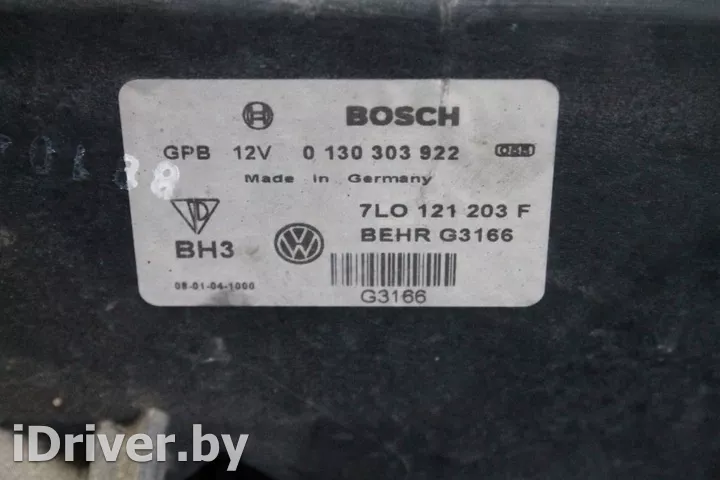 BOSCH
GPB 12V 0 130 303 922
Made in Germany
7LO 121 203 F
BH3 BEHR G3166
08-01-04-1000
G3166
iDriver.by